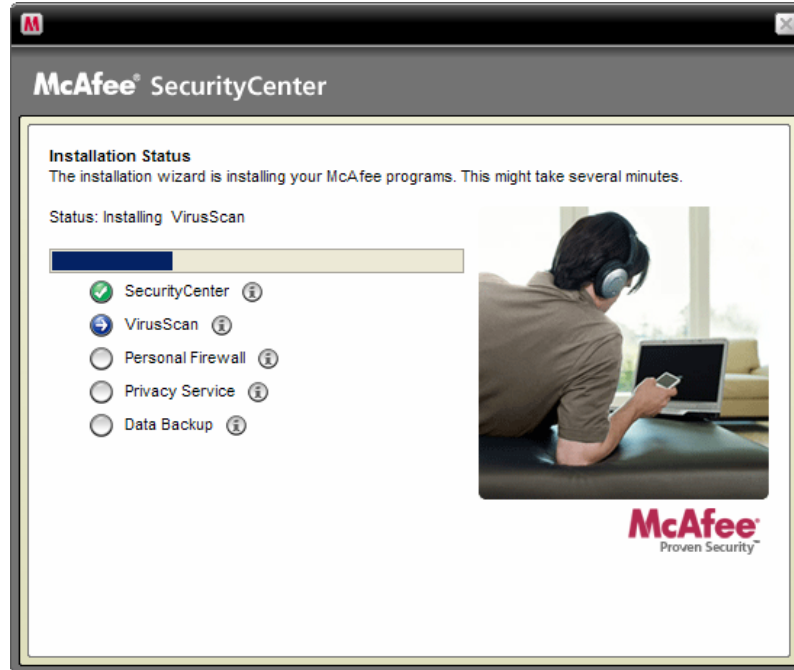 M
McAfee® SecurityCenter
Installation Status
The installation wizard is installing your McAfee programs. This might take several minutes.
Status: Installing VirusScan
SecurityCenter
VirusScan
Personal Firewall
Privacy Service
Data Backup
McAfee®
Proven Security™